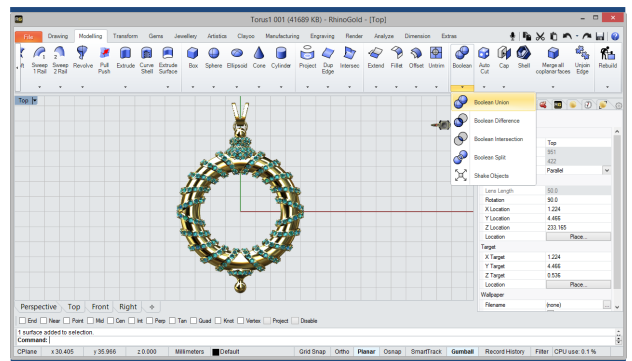 Torus1 001 (41689 KB) - RhinoGold - [Top]
File Drawing Modelling Transform Gems Jewellery Artistics Clayoo Manufacturing Engraving Render Analyze Dimension Extras
Sweep 1 Rail Sweep 2 Rail Revolve Pull Push Extrude Curve Shell Extrude Surface Box Sphere Ellipsoid Cone Cylinder Project Dup Edge Intersec Extend Fillet Offset Untrim Boolean Auto Cut Cap Shell Merge all coplanar faces Unjoin Edge Rebuild
Top
Boolean Union
Boolean Difference
Boolean Intersection
Boolean Split
Shake Objects
Top
951
422
Parallel
Lens Length 50.0
Rotation 90.0
X Location 1.224
Y Location 4.466
Z Location 233.165
Location Place...
Target
X Target 1.224
Y Target 4.466
Z Target 0.536
Location Place...
Wallpaper
Filename (none)
Perspective Top Front Right
End Near Point Mid Cen Int Perp Tan Quad Knot Vertex Project Disable
1 surface added to selection.
Command:
CPlane x 30.405 y 35.966 z 0.000 Millimeters Default Grid Snap Ortho Planar Osnap SmartTrack Gumball Record History Filter CPU use: 0.1 %